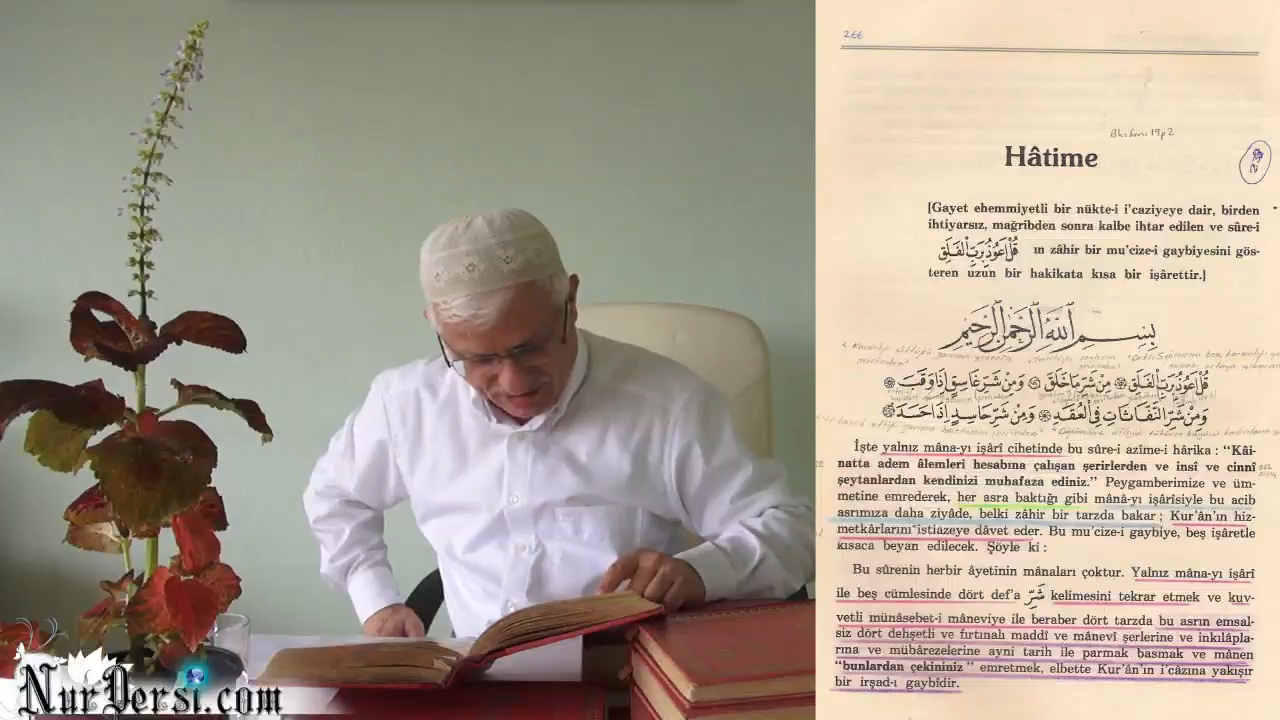 266
Hâtime
[Gayet ehemmiyetli bir nükte-i i'caziyeye dair, birden
ihtiyarsız, mağribden sonra kalbe ihtar edilen ve sûre-i
قُلْ اَعُوذُ بِرَبِّ الْفَلَقِ ın zâhir bir mu'cize-i gaybiyesini gös-
teren uzun bir hakikata kısa bir işârettir.]
بِسْمِ اللّٰهِ الرَّحْمٰنِ الرَّحِيمِ
قُلْ اَعُوذُ بِرَبِّ الْفَلَقِ مِنْ شَرِّ مَا خَلَقَ وَمِنْ شَرِّ غَاسِقٍ اِذَا وَقَبَ
وَمِنْ شَرِّ النَّفَّاثَاتِ فِى الْعُقَدِ وَمِنْ شَرِّ حَاسِدٍ اِذَا حَسَدَ
İşte yalnız mâna-yı işârî cihetinde bu sûre-i azîme-i hârika : "Kâi-
natta adem âlemleri hesabına çalışan şerirlerden ve insî ve cinnî
şeytanlardan kendinizi muhafaza ediniz." Peygamberimize ve üm-
metine emrederek, her asra baktığı gibi mânâ-yı işârîsiyle bu acib
asrımıza daha ziyâde, belki zâhir bir tarzda bakar ; Kur'ân'ın hiz-
metkârlarını istiazeye dâvet eder. Bu mu'cize-i gaybiye, beş işâretle
kısaca beyan edilecek. Şöyle ki :
Bu sûrenin herbir âyetinin mânaları çoktur. Yalnız mâna-yı işârî
ile beş cümlesinde dört def'a شَرِّ kelimesini tekrar etmek ve kuv-
vetli münâsebet-i mâneviye ile beraber dört tarzda bu asrın emsal-
siz dört dehşetli ve fırtınalı maddî ve mânevî şerlerine ve inkılâpla-
rına ve mübârezelerine ayni tarih ile parmak basmak ve mânen
"bunlardan çekininiz " emretmek, elbette Kur'ân'ın i'câzına yakışır
bir irşad-ı gaybîdir.
NurDersi.com